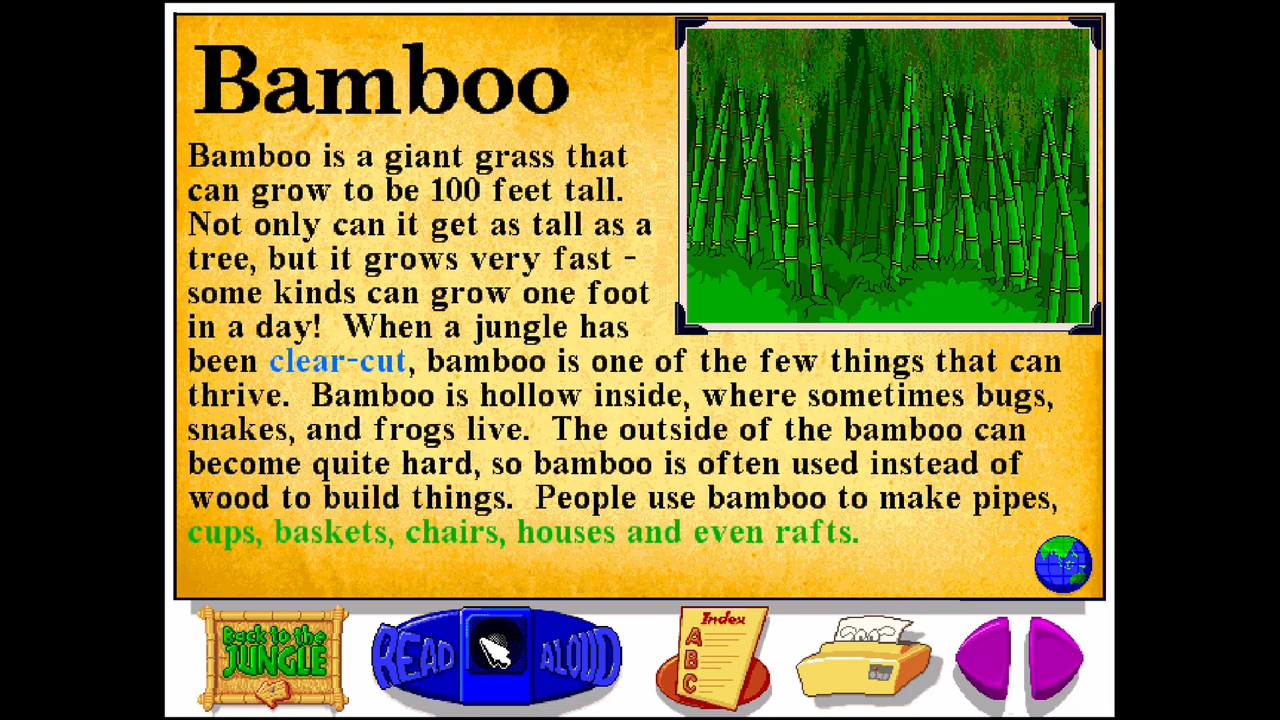 Bamboo
Bamboo is a giant grass that
can grow to be 100 feet tall.
Not only can it get as tall as a
tree, but it grows very fast -
some kinds can grow one foot
in a day!  When a jungle has
been clear-cut, bamboo is one of the few things that can
thrive.  Bamboo is hollow inside, where sometimes bugs,
snakes, and frogs live.  The outside of the bamboo can
become quite hard, so bamboo is often used instead of
wood to build things.  People use bamboo to make pipes,
cups, baskets, chairs, houses and even rafts.
Back to the
JUNGLE
READ ALOUD
Index
A
B
C